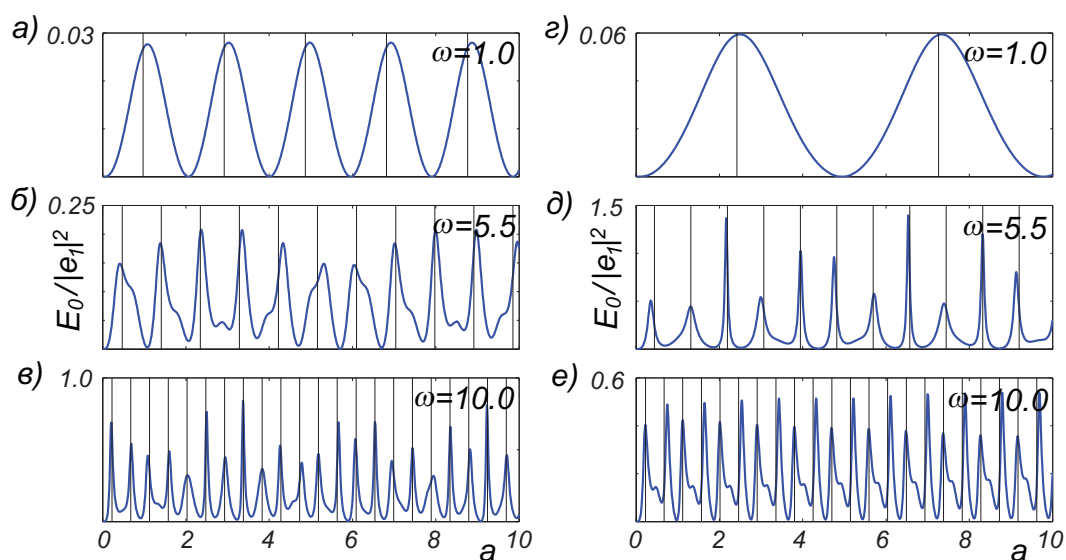 а)
0.03
ω=1.0
г)
0.06
ω=1.0
б)
0.25
ω=5.5
д)
1.5
ω=5.5
E₀/|e₁|²
E₀/|e₁|²
в)
1.0
ω=10.0
е)
0.6
ω=10.0
0 2 4 6 8 a 10
0 2 4 6 8 a 10